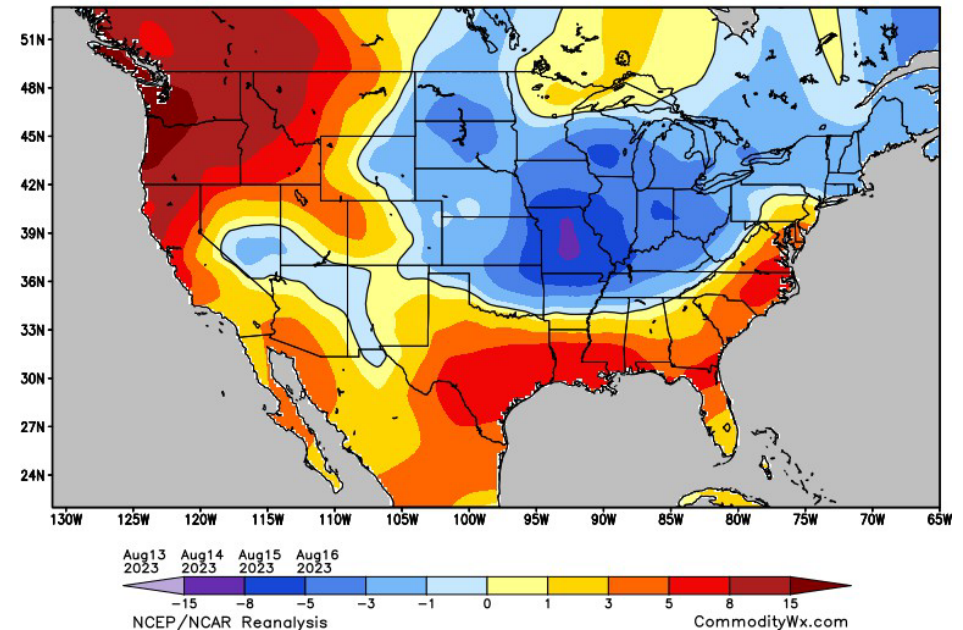 51N
48N
45N
42N
39N
36N
33N
30N
27N
24N
130W 125W 120W 115W 110W 105W 100W 95W 90W 85W 80W 75W 70W 65W
Aug13 Aug14 Aug15 Aug16
2023 2023 2023 2023
-15 -8 -5 -3 -1 0 1 3 5 8 15
NCEP/NCAR Reanalysis CommodityWx.com